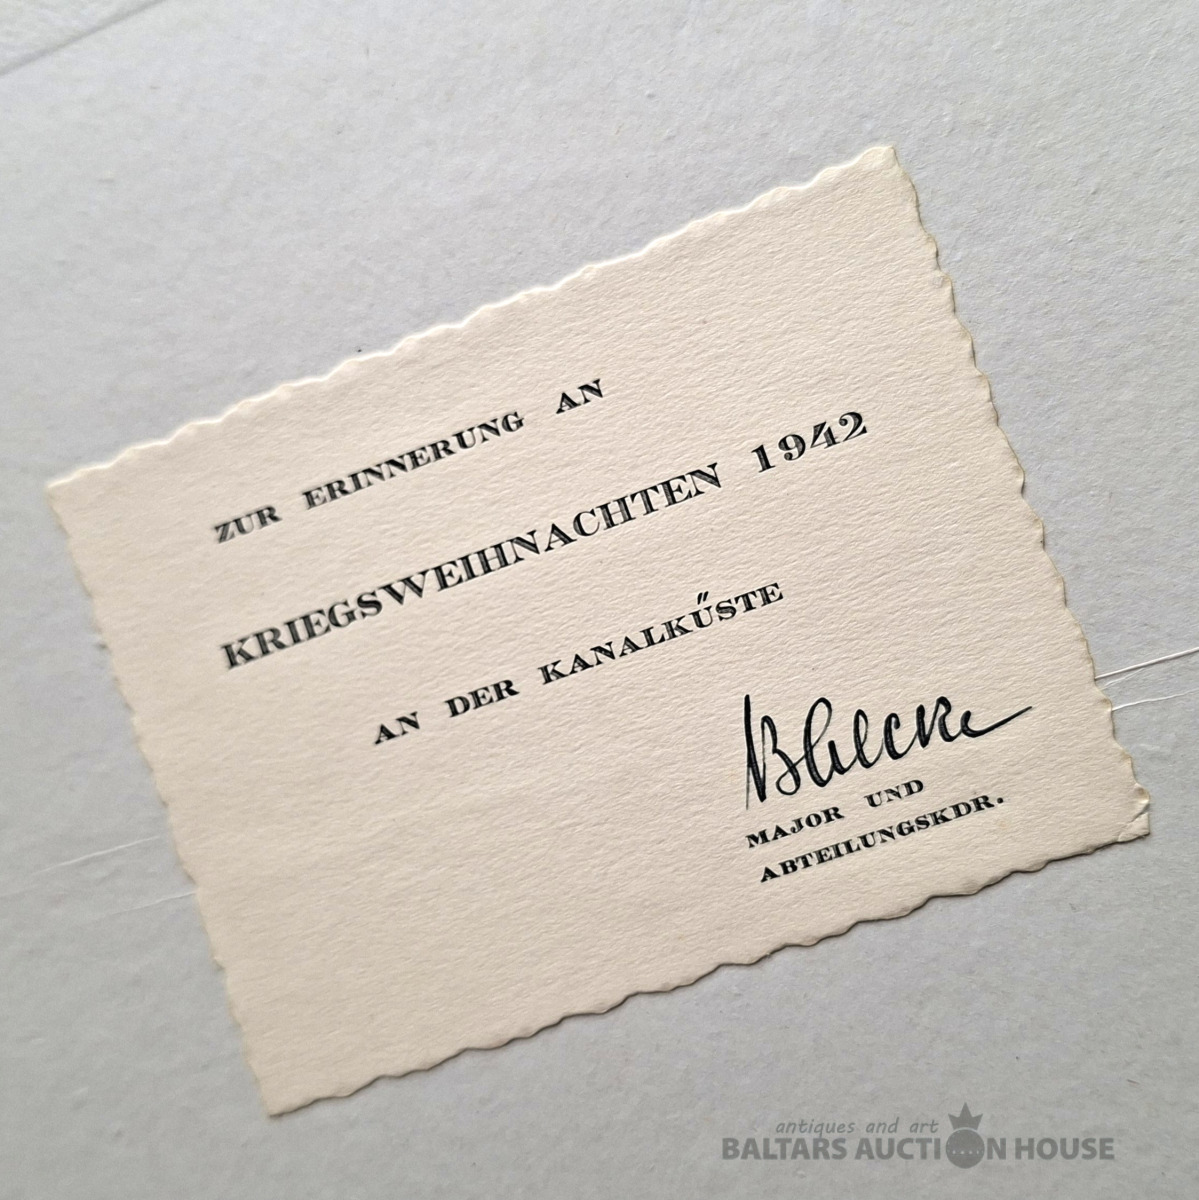 ZUR ERINNERUNG AN
KRIEGSWEIHNACHTEN 1942
AN DER KANALKÜSTE
MAJOR UND
ABTEILUNGSKDR.
antiques and art
BALTARS AUCTION HOUSE